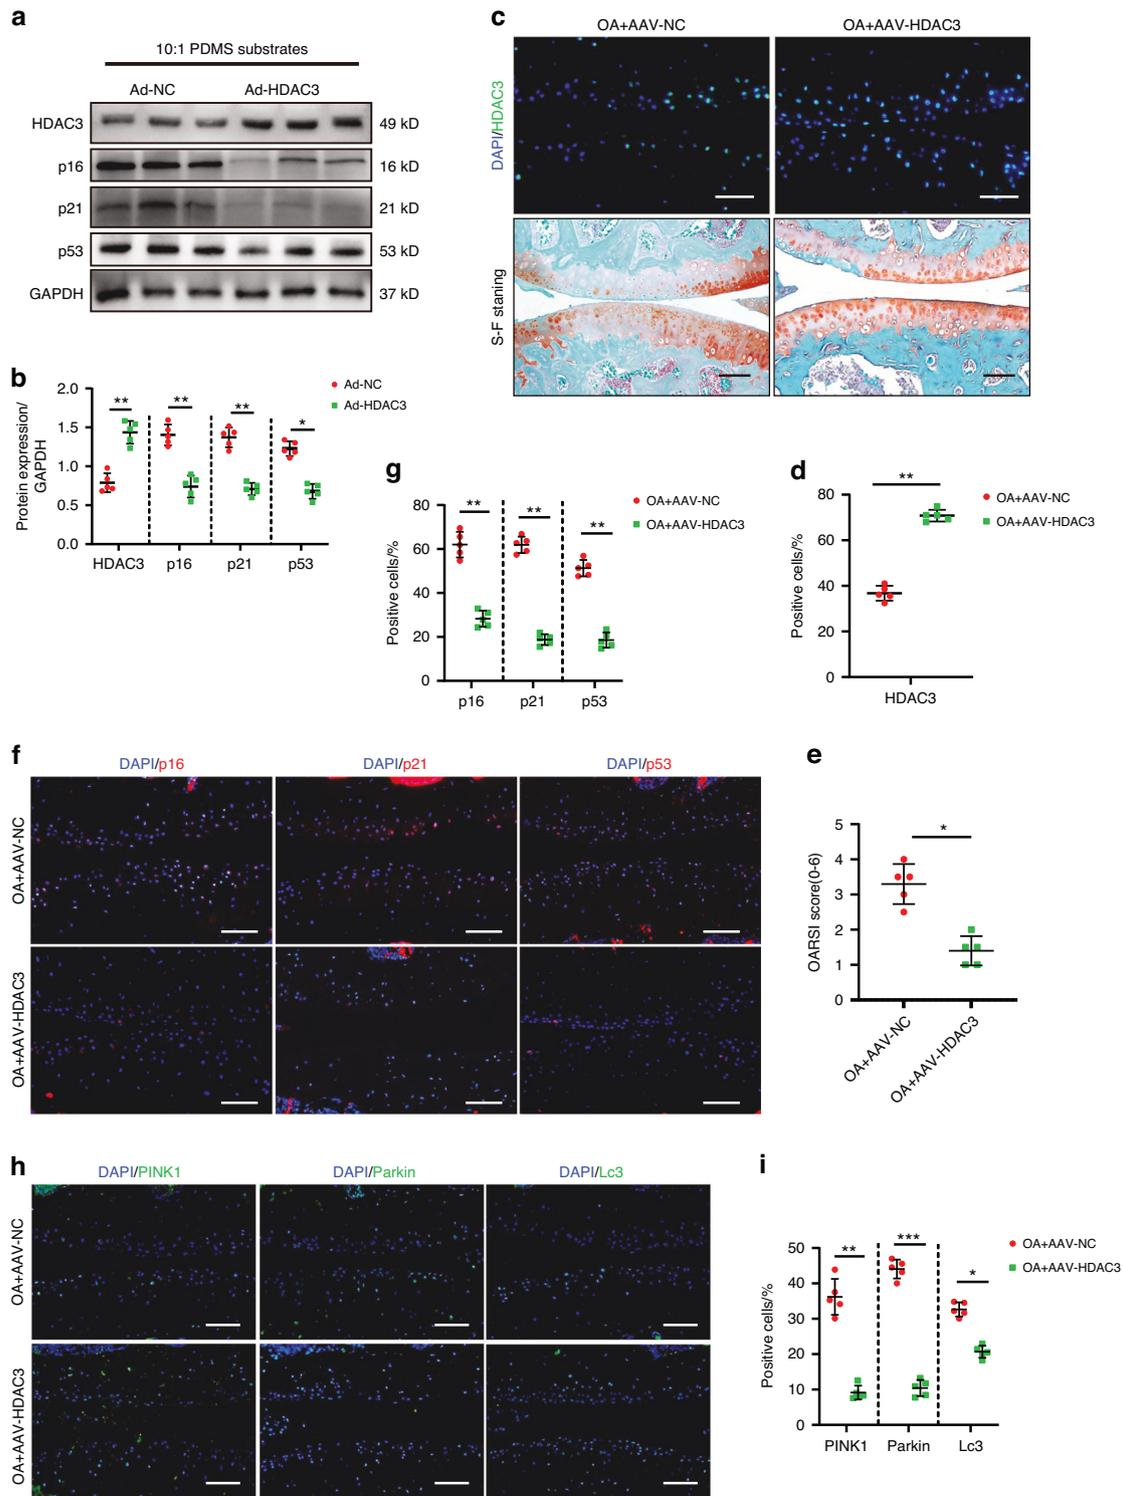 a
10:1 PDMS substrates
Ad-NC Ad-HDAC3
HDAC3 49 kD
p16 16 kD
p21 21 kD
p53 53 kD
GAPDH 37 kD
b
Protein expression/
GAPDH
2.0
1.5
1.0
0.5
0.0
** ** ** *
HDAC3 p16 p21 p53
Ad-NC
Ad-HDAC3
c
OA+AAV-NC OA+AAV-HDAC3
DAPI/HDAC3
S-F staning
g
Positive cells/%
80
60
40
20
0
** ** **
p16 p21 p53
OA+AAV-NC
OA+AAV-HDAC3
d
Positive cells/%
80
60
40
20
0
**
HDAC3
OA+AAV-NC
OA+AAV-HDAC3
f
DAPI/p16 DAPI/p21 DAPI/p53
OA+AAV-NC
OA+AAV-HDAC3
e
OARSI score(0-6)
5
4
3
2
1
0
*
OA+AAV-NC
OA+AAV-HDAC3
h
DAPI/PINK1 DAPI/Parkin DAPI/Lc3
OA+AAV-NC
OA+AAV-HDAC3
i
Positive cells/%
50
40
30
20
10
0
** *** *
PINK1 Parkin Lc3
OA+AAV-NC
OA+AAV-HDAC3